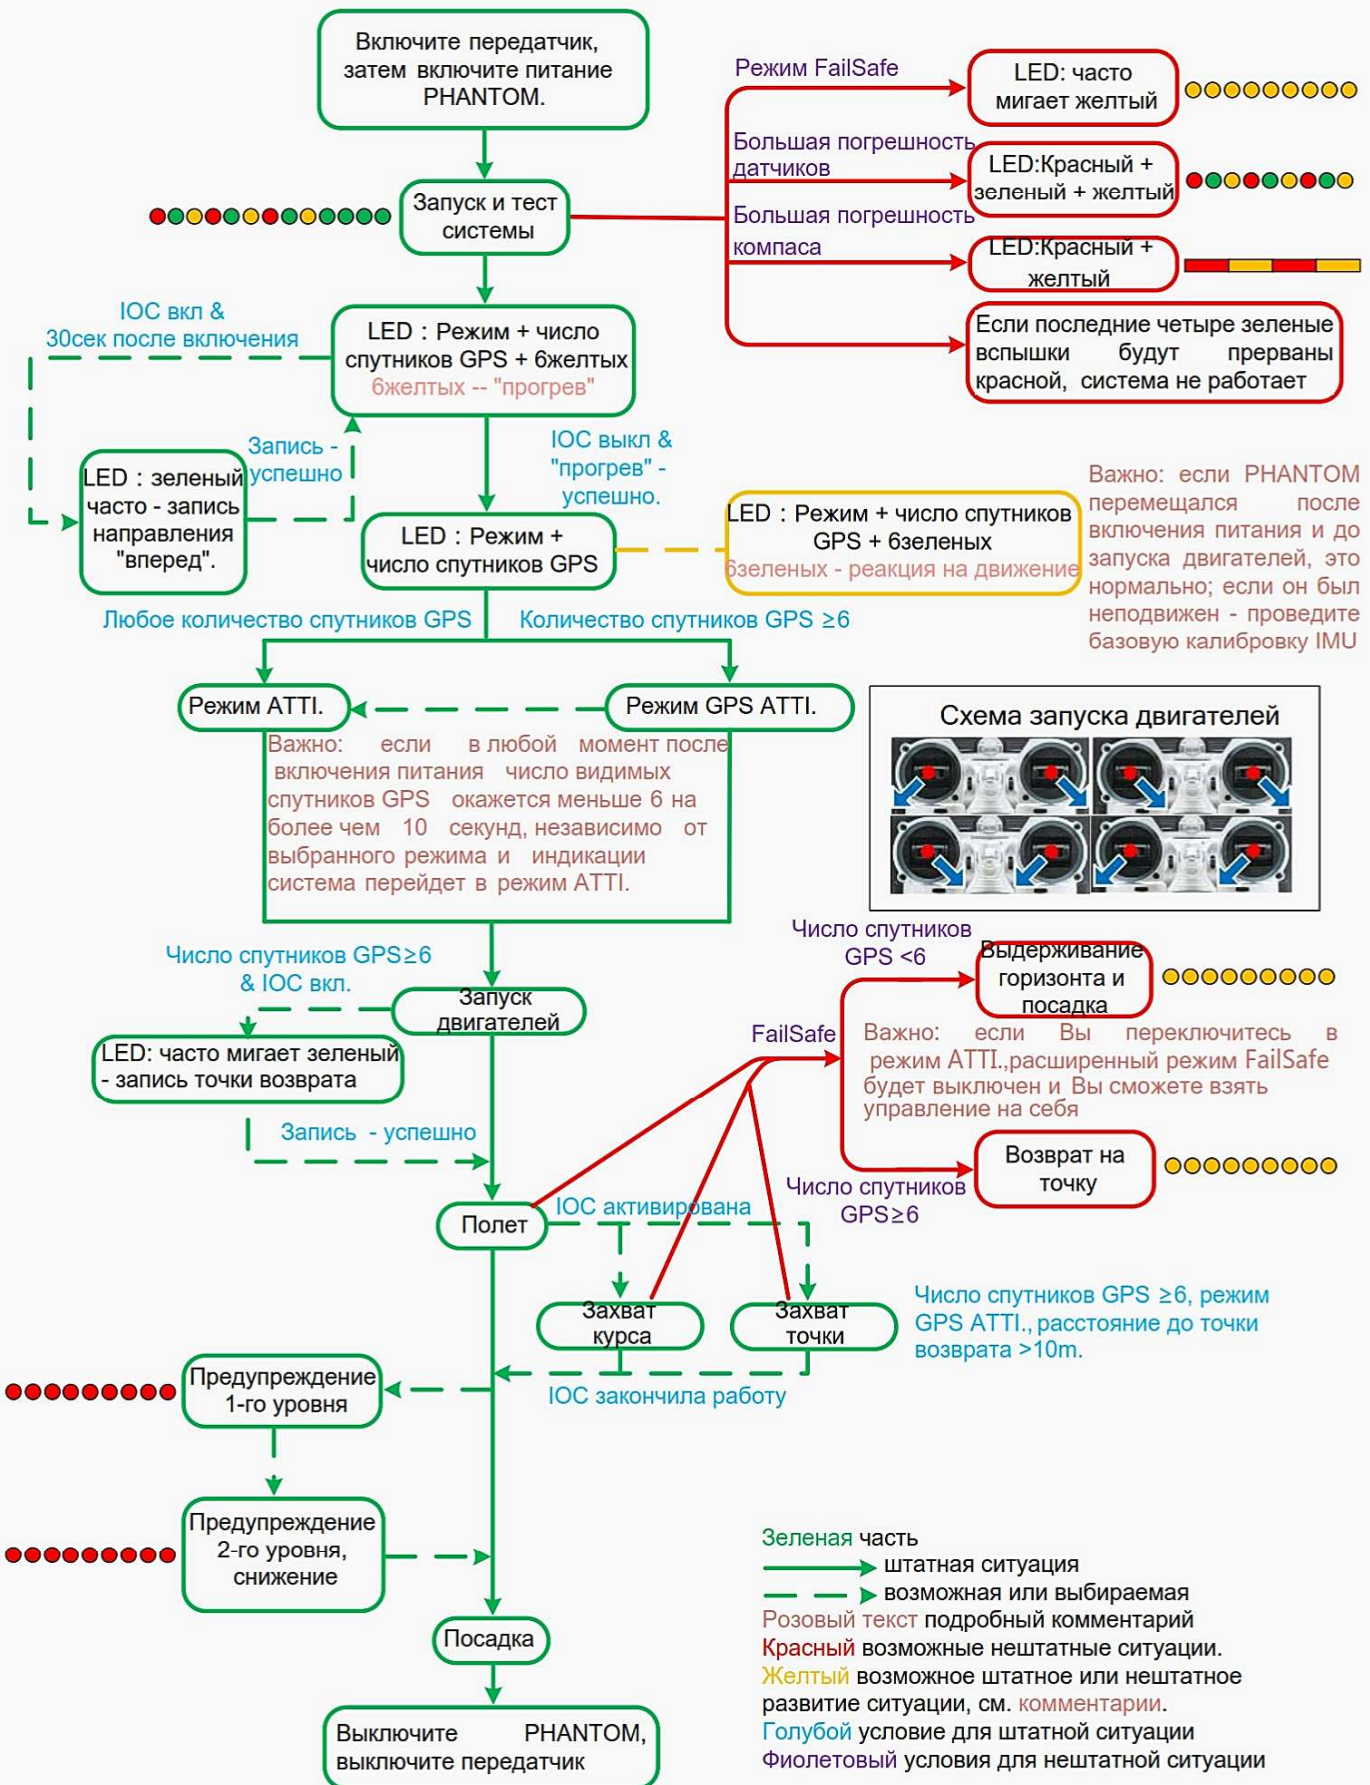 Включите передатчик,
затем включите питание
PHANTOM.
Режим FailSafe
LED: часто
мигает желтый
Большая погрешность
датчиков
LED:Красный +
зеленый + желтый
Запуск и тест
системы
Большая погрешность
компаса
LED:Красный +
желтый
Если последние четыре зеленые
вспышки будут прерваны
красной, система не работает
IOC вкл &
30сек после включения
LED : Режим + число
спутников GPS + 6желтых
6желтых -- "прогрев"
Запись -
успешно
IOC выкл &
"прогрев" -
успешно.
LED : зеленый
часто - запись
направления
"вперед".
LED : Режим +
число спутников GPS
LED : Режим + число спутников
GPS + 6зеленых
6зеленых - реакция на движение
Важно: если PHANTOM
перемещался после
включения питания и до
запуска двигателей, это
нормально; если он был
неподвижен - проведите
базовую калибровку IMU
Любое количество спутников GPS
Количество спутников GPS ≥6
Режим ATTI.
Режим GPS ATTI.
Важно: если в любой момент после
включения питания число видимых
спутников GPS окажется меньше 6 на
более чем 10 секунд, независимо от
выбранного режима и индикации
система перейдет в режим ATTI.
Схема запуска двигателей
Число спутников GPS≥6
& IOC вкл.
Запуск
двигателей
LED: часто мигает зеленый
- запись точки возврата
Запись - успешно
Число спутников
GPS <6
Выдерживание
горизонта и
посадка
FailSafe
Важно: если Вы переключитесь в
режим ATTI.,расширенный режим FailSafe
будет выключен и Вы сможете взять
управление на себя
Возврат на
точку
Число спутников
GPS≥6
Полет
IOC активирована
Захват
курса
Захват
точки
Число спутников GPS ≥6, режим
GPS ATTI., расстояние до точки
возврата >10m.
IOC закончила работу
Предупреждение
1-го уровня
Предупреждение
2-го уровня,
снижение
Посадка
Выключите PHANTOM,
выключите передатчик
Зеленая часть
штатная ситуация
возможная или выбираемая
Розовый текст подробный комментарий
Красный возможные нештатные ситуации.
Желтый возможное штатное или нештатное
развитие ситуации, см. комментарии.
Голубой условие для штатной ситуации
Фиолетовый условия для нештатной ситуации